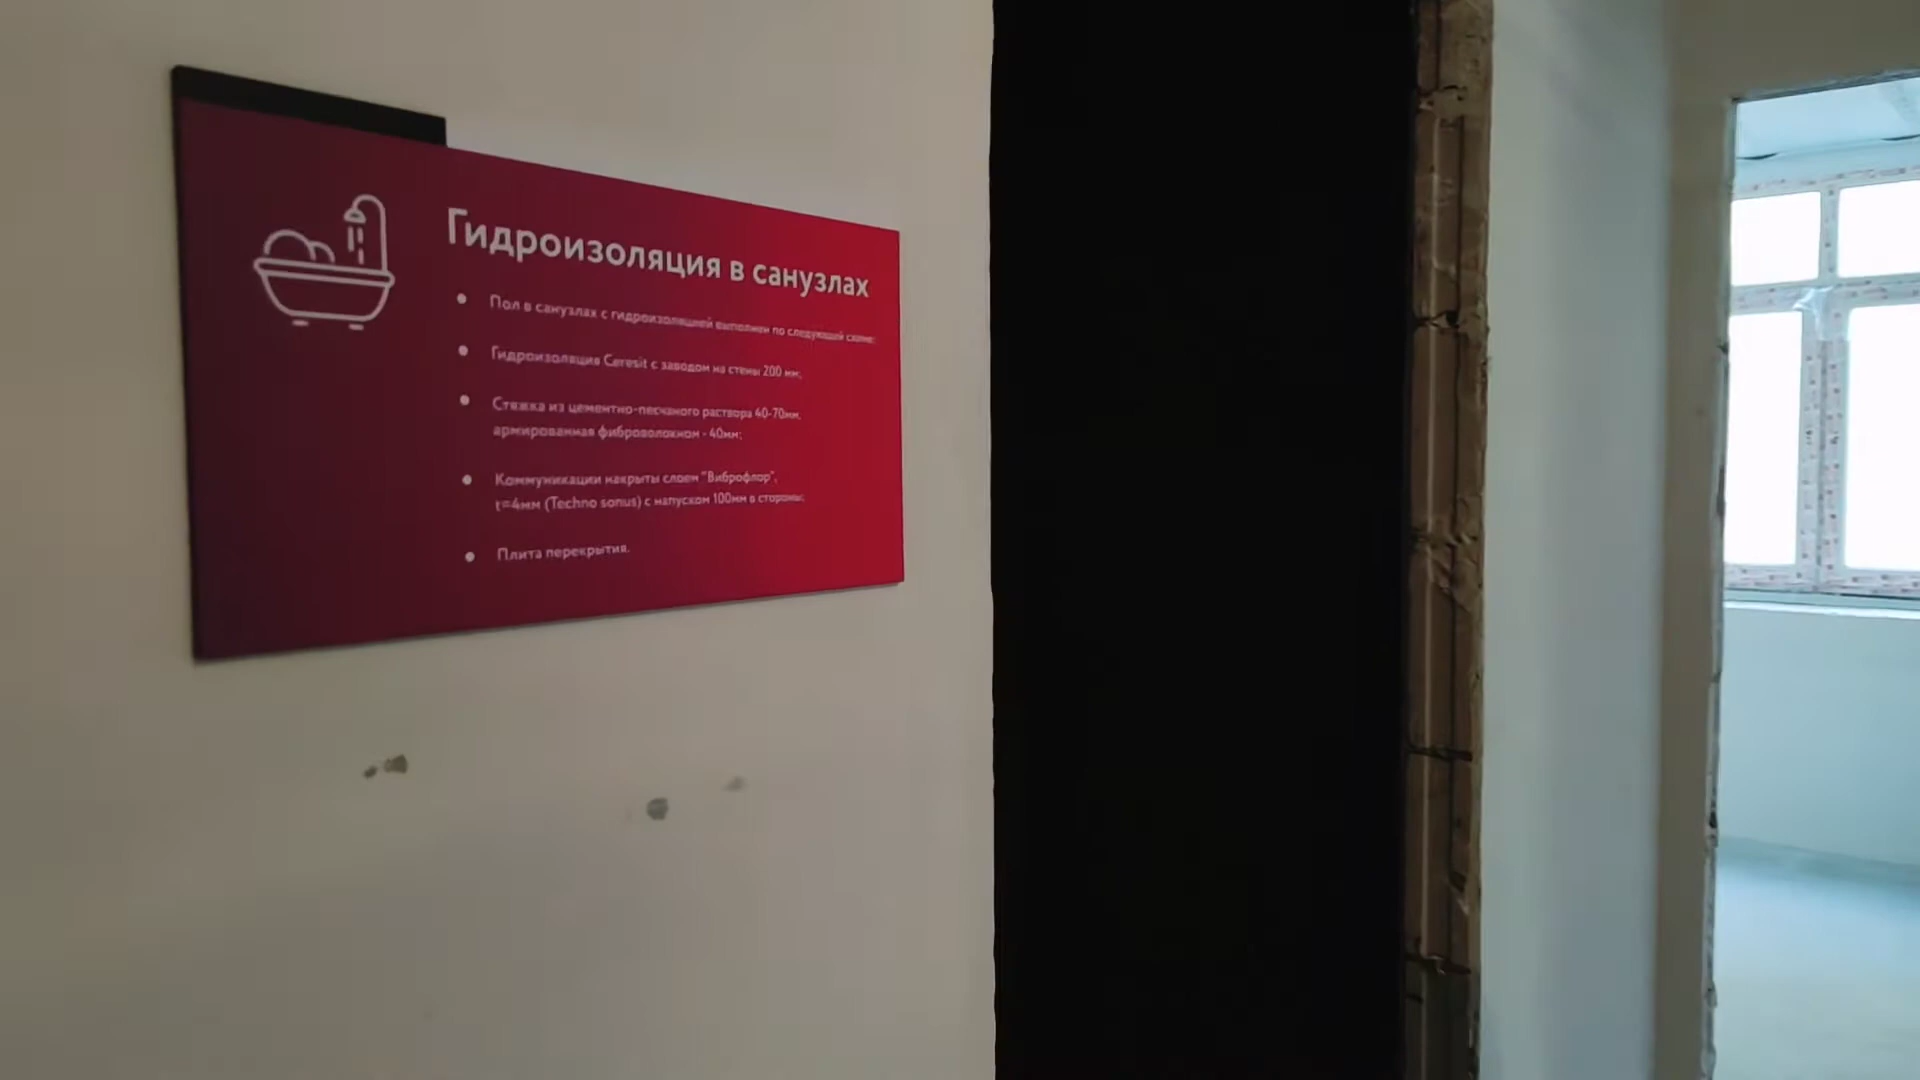 Гидроизоляция в санузлах
Пол в санузлах с гидроизоляцией выполнен по следующей схеме:
Гидроизоляция Ceresit с заводом на стены 200 мм;
Стяжка из цементно-песчаного раствора 40-70мм,
армированная фиброволокном - 40мм;
Коммуникации накрыты слоем "Виброфлор",
t=4мм (Techno sonus) с напуском 100мм в стороны;
Плита перекрытия.